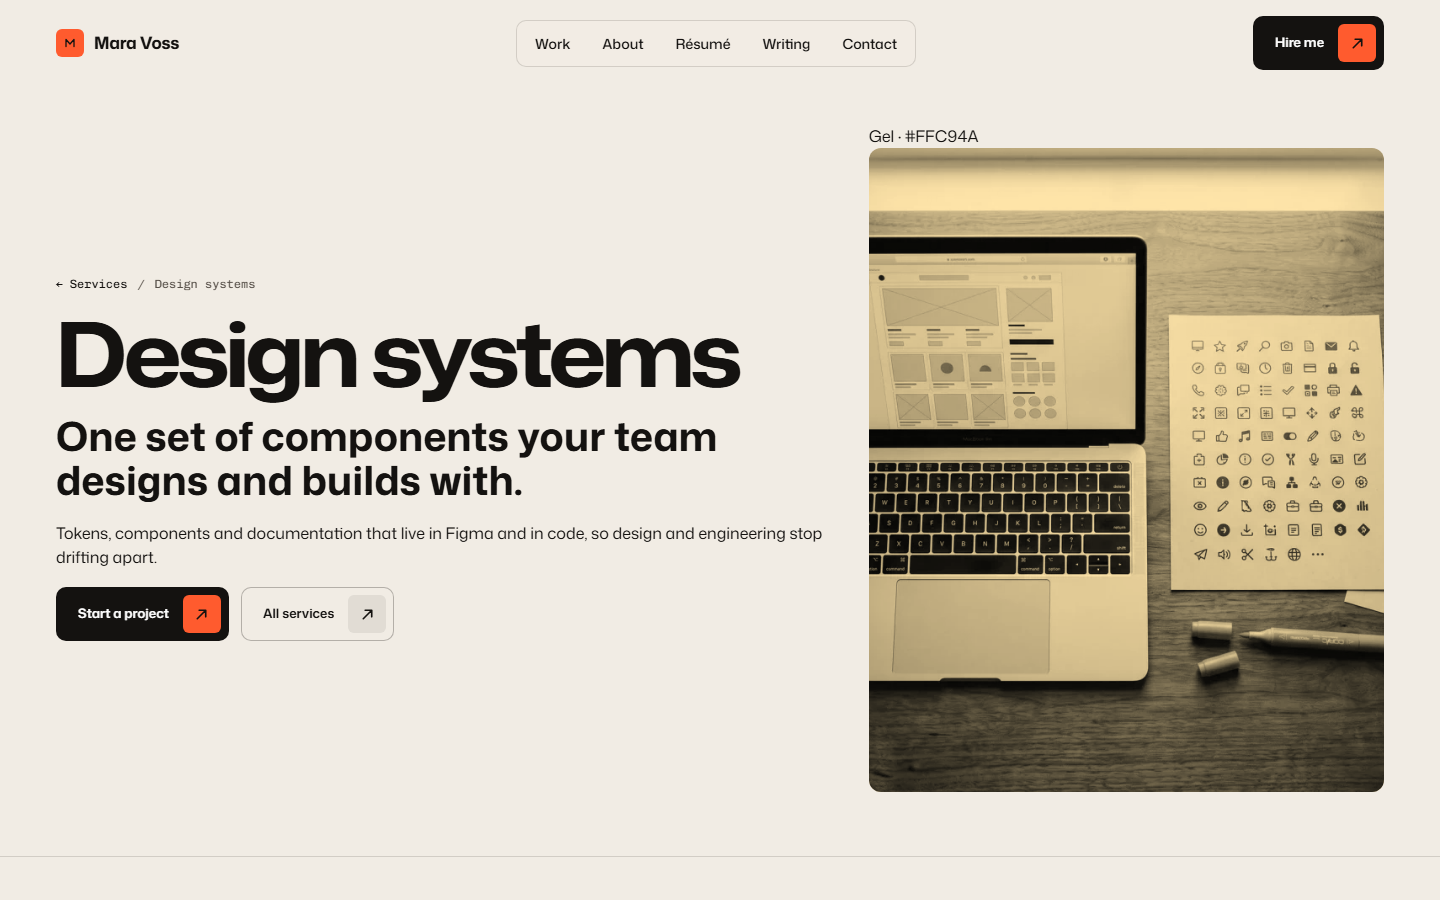 M Mara Voss
Work About Résumé Writing Contact
Hire me
Gel · #FFC94A
← Services / Design systems
Design systems
One set of components your team
designs and builds with.
Tokens, components and documentation that live in Figma and in code, so design and engineering stop
drifting apart.
Start a project
All services